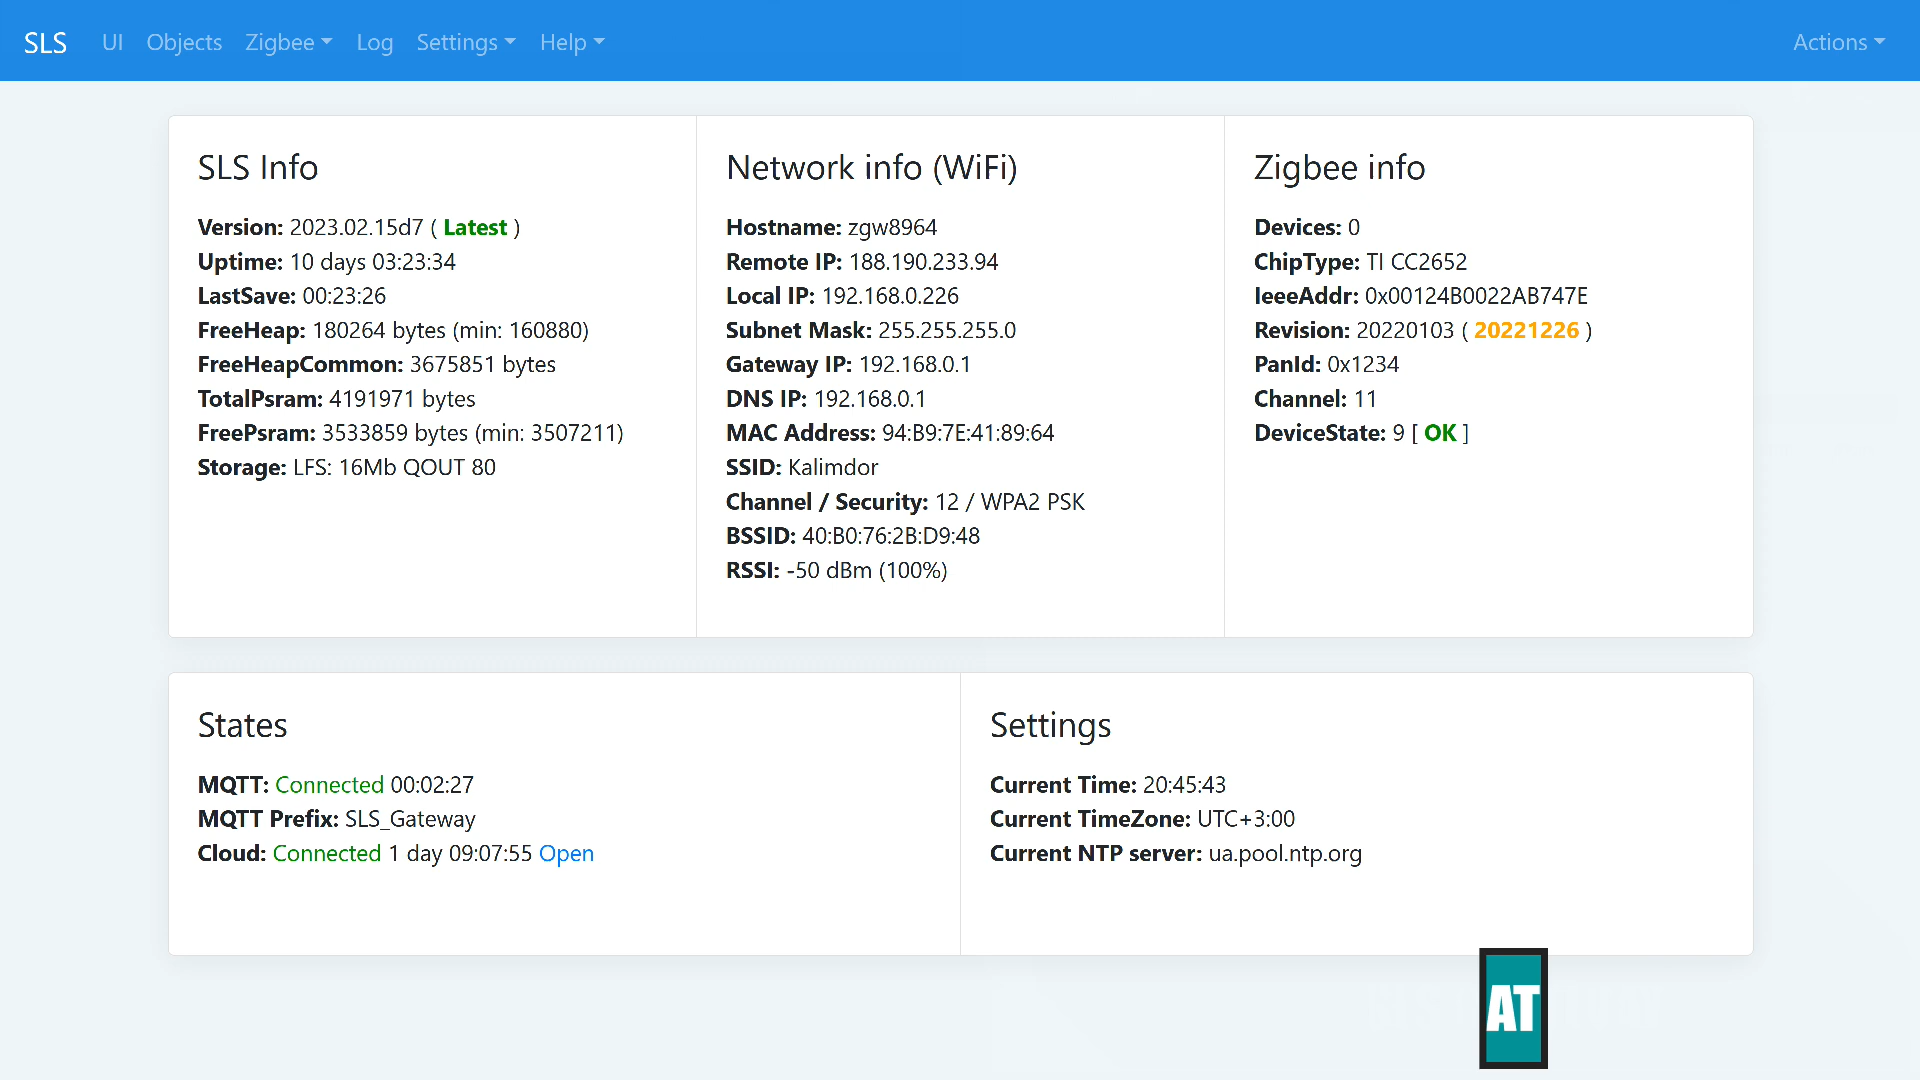 SLS UI Objects Zigbee Log Settings Help Actions
SLS Info
Version: 2023.02.15d7 ( Latest )
Uptime: 10 days 03:23:34
LastSave: 00:23:26
FreeHeap: 180264 bytes (min: 160880)
FreeHeapCommon: 3675851 bytes
TotalPsram: 4191971 bytes
FreePsram: 3533859 bytes (min: 3507211)
Storage: LFS: 16Mb QOUT 80
Network info (WiFi)
Hostname: zgw8964
Remote IP: 188.190.233.94
Local IP: 192.168.0.226
Subnet Mask: 255.255.255.0
Gateway IP: 192.168.0.1
DNS IP: 192.168.0.1
MAC Address: 94:B9:7E:41:89:64
SSID: Kalimdor
Channel / Security: 12 / WPA2 PSK
BSSID: 40:B0:76:2B:D9:48
RSSI: -50 dBm (100%)
Zigbee info
Devices: 0
ChipType: TI CC2652
IeeeAddr: 0x00124B0022AB747E
Revision: 20220103 ( 20221226 )
PanId: 0x1234
Channel: 11
DeviceState: 9 [ OK ]
States
MQTT: Connected 00:02:27
MQTT Prefix: SLS_Gateway
Cloud: Connected 1 day 09:07:55 Open
Settings
Current Time: 20:45:43
Current TimeZone: UTC+3:00
Current NTP server: ua.pool.ntp.org
AT